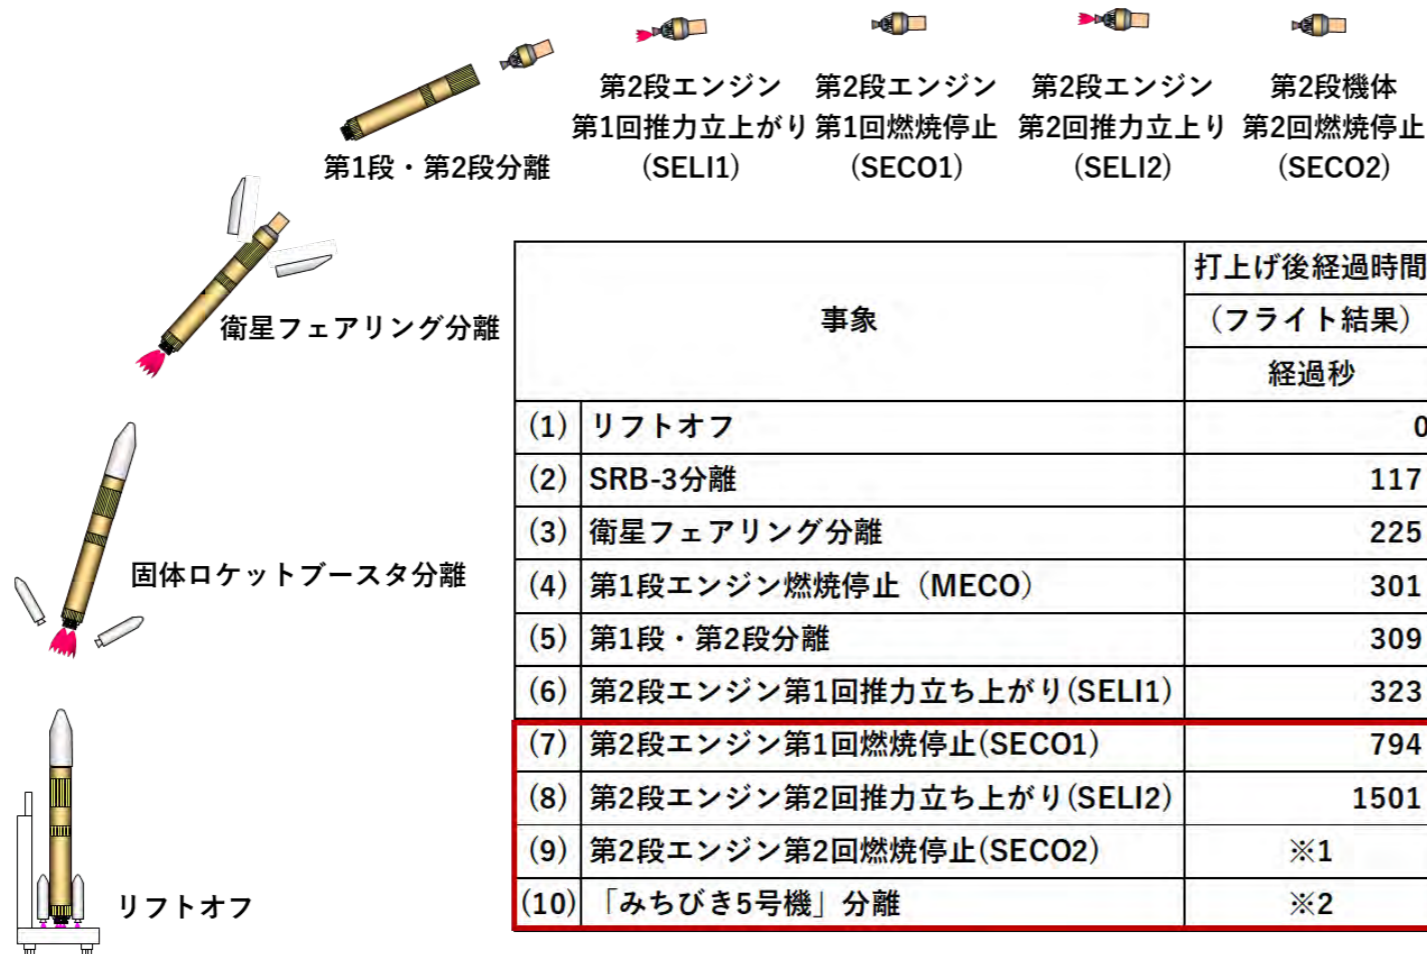 第2段エンジン
第1回推力立上がり
(SELI1)
第2段エンジン
第1回燃焼停止
(SECO1)
第2段エンジン
第2回推力立上り
(SELI2)
第2段機体
第2回燃焼停止
(SECO2)
第1段・第2段分離
衛星フェアリング分離
固体ロケットブースタ分離
リフトオフ
事象
打上げ後経過時間
(フライト結果)
経過秒
(1) リフトオフ 0
(2) SRB-3分離 117
(3) 衛星フェアリング分離 225
(4) 第1段エンジン燃焼停止（MECO） 301
(5) 第1段・第2段分離 309
(6) 第2段エンジン第1回推力立ち上がり(SELI1) 323
(7) 第2段エンジン第1回燃焼停止(SECO1) 794
(8) 第2段エンジン第2回推力立ち上がり(SELI2) 1501
(9) 第2段エンジン第2回燃焼停止(SECO2) ※1
(10) 「みちびき5号機」分離 ※2